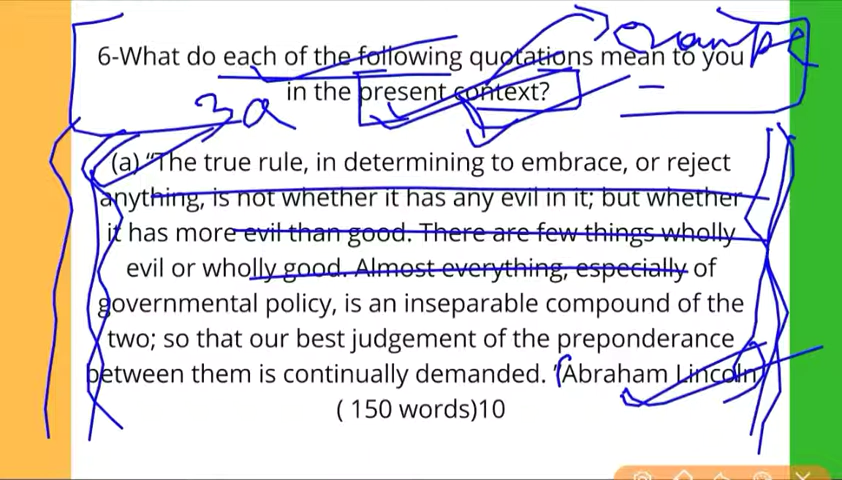 6-What do each of the following quotations mean to you
in the present context?
3a
(a) “The true rule, in determining to embrace, or reject
anything, is not whether it has any evil in it; but whether
it has more evil than good. There are few things wholly
evil or wholly good. Almost everything, especially of
governmental policy, is an inseparable compound of the
two; so that our best judgement of the preponderance
between them is continually demanded. "Abraham Lincoln
( 150 words)10